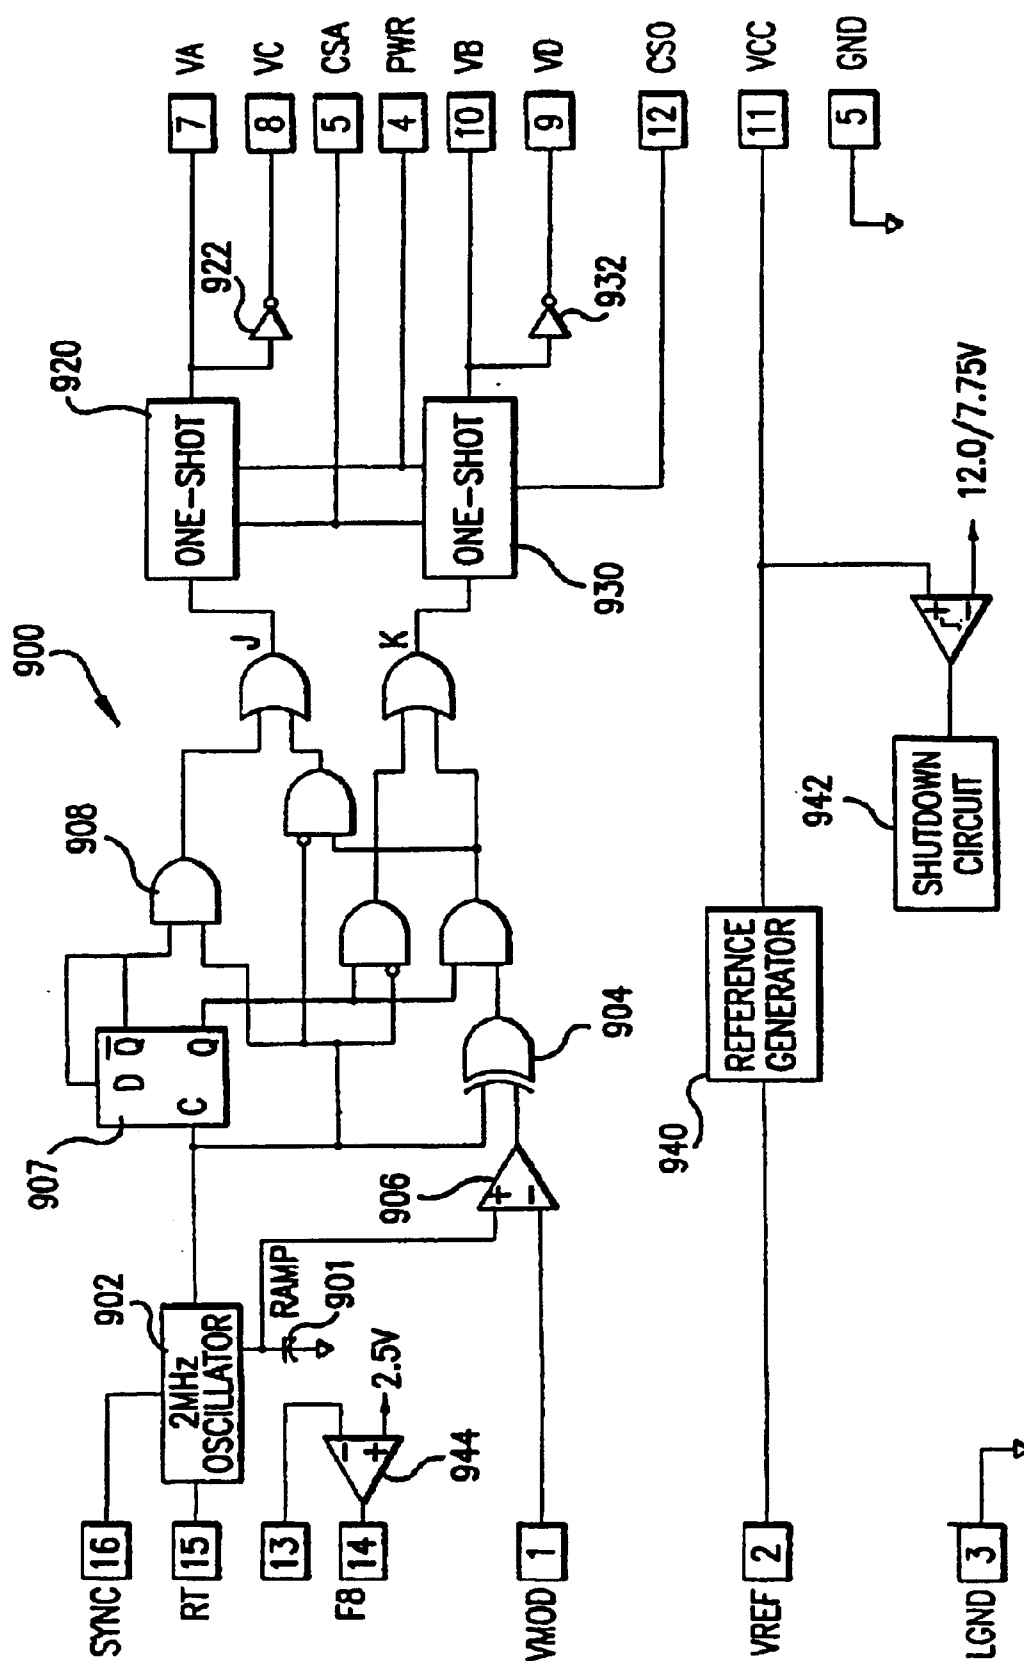 900
SYNC 16
RT 15
13
F8 14
VMOD 1
VREF 2
LGND 3
902
2MHz
OSCILLATOR
RAMP
901
2.5V
944
907
D
Q
C
Q
908
906
+
−
904
J
K
920
ONE-SHOT
ONE-SHOT
930
922
932
7 VA
8 VC
5 CSA
4 PWR
10 VB
9 VD
12 CSO
11 VCC
5 GND
940
REFERENCE
GENERATOR
942
SHUTDOWN
CIRCUIT
+
−
12.0/7.75V
−
+